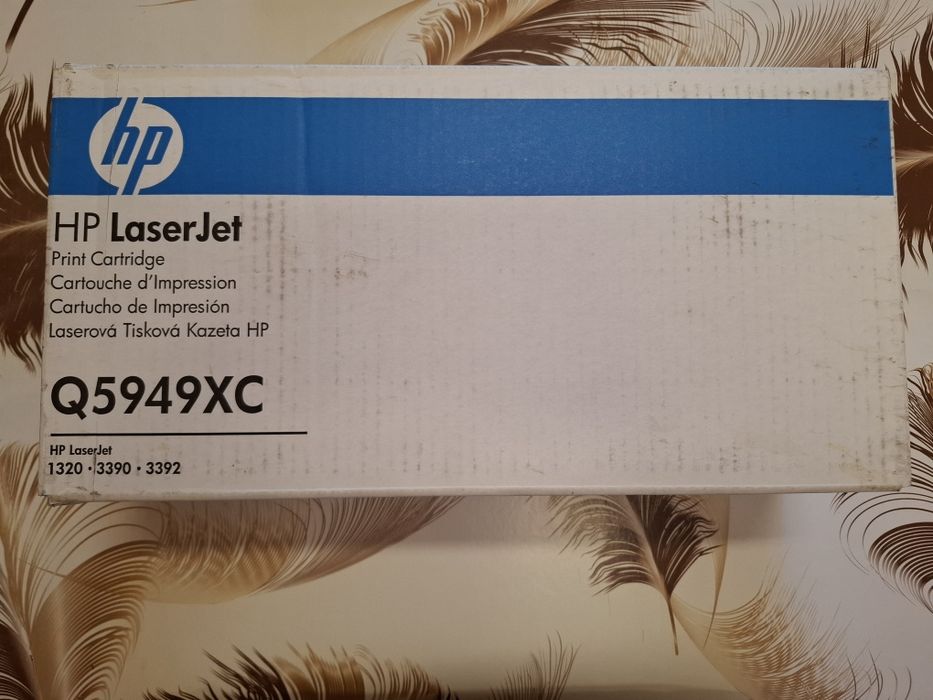 hp
HP LaserJet
Print Cartridge
Cartouche d'Impression
Cartucho de Impresión
Laserová Tisková Kazeta HP
Q5949XC
HP LaserJet
1320 · 3390 · 3392